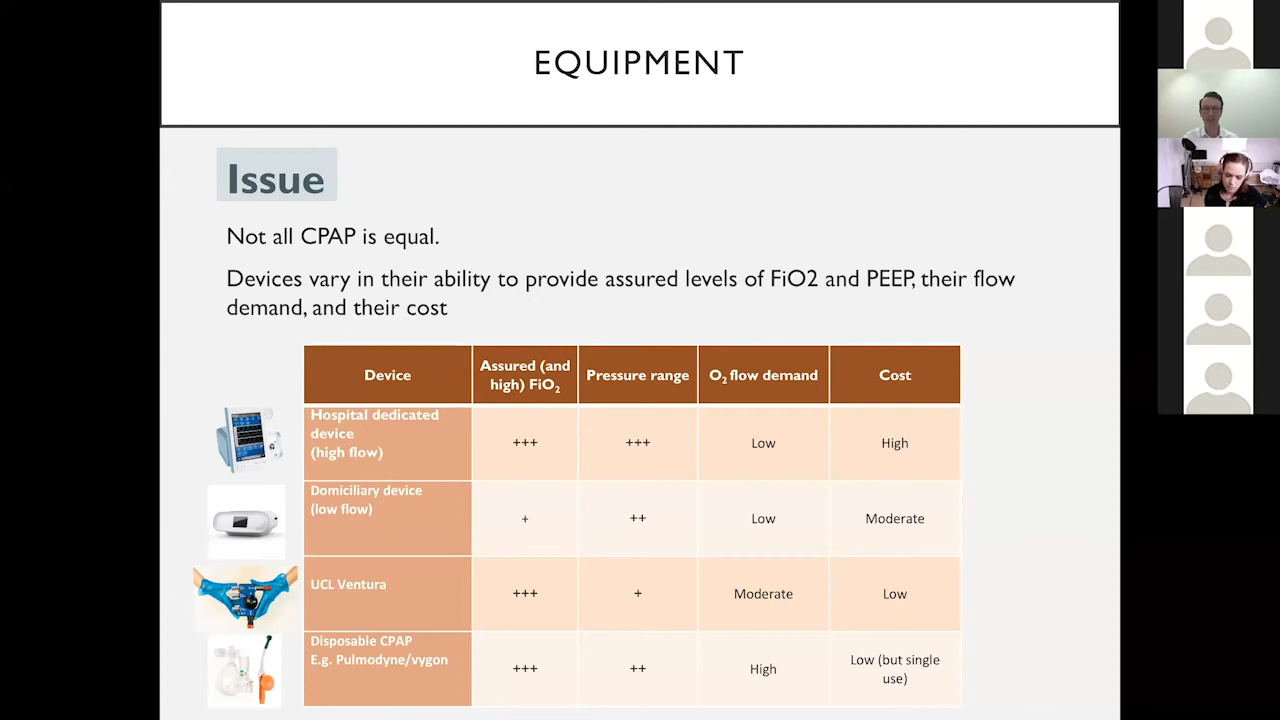 EQUIPMENT
Issue
Not all CPAP is equal.
Devices vary in their ability to provide assured levels of FiO2 and PEEP, their flow
demand, and their cost
Device
Assured (and
high) FiO2
Pressure range
O2 flow demand
Cost
Hospital dedicated
device
(high flow)
+++
+++
Low
High
Domiciliary device
(low flow)
+
++
Low
Moderate
UCL Ventura
+++
+
Moderate
Low
Disposable CPAP
E.g. Pulmodyne/vygon
+++
++
High
Low (but single
use)